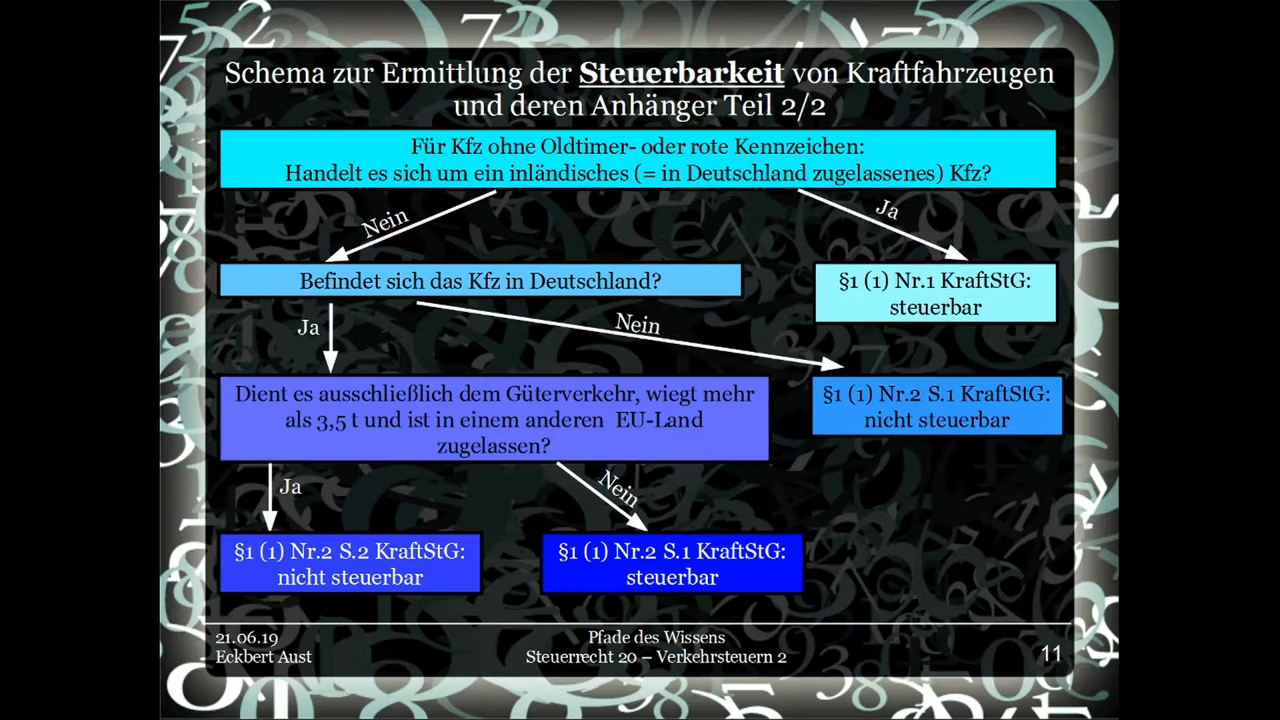 Schema zur Ermittlung der Steuerbarkeit von Kraftfahrzeugen
und deren Anhänger Teil 2/2
Für Kfz ohne Oldtimer- oder rote Kennzeichen:
Handelt es sich um ein inländisches (= in Deutschland zugelassenes) Kfz?
Nein
Ja
Befindet sich das Kfz in Deutschland?
§1 (1) Nr.1 KraftStG:
steuerbar
Ja
Nein
Dient es ausschließlich dem Güterverkehr, wiegt mehr
als 3,5 t und ist in einem anderen EU-Land
zugelassen?
§1 (1) Nr.2 S.1 KraftStG:
nicht steuerbar
Ja
Nein
§1 (1) Nr.2 S.2 KraftStG:
nicht steuerbar
§1 (1) Nr.2 S.1 KraftStG:
steuerbar
21.06.19
Eckbert Aust
Pfade des Wissens
Steuerrecht 20 – Verkehrsteuern 2
11